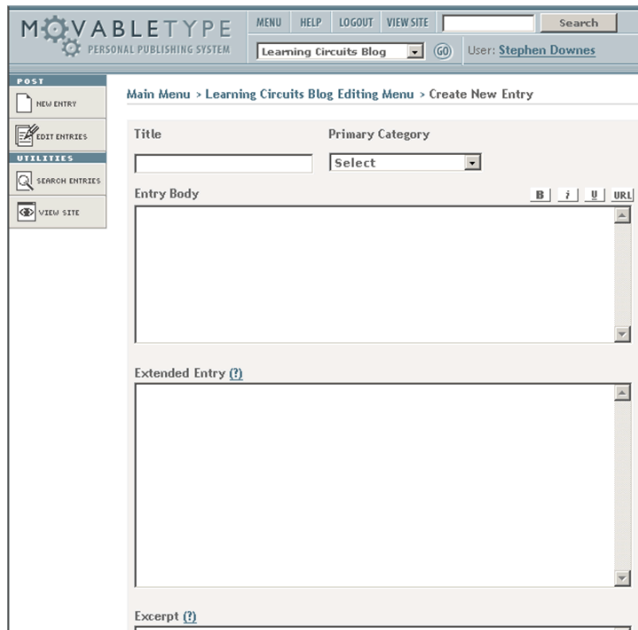 MOVABLETYPE
PERSONAL PUBLISHING SYSTEM
MENU HELP LOGOUT VIEW SITE Search
Learning Circuits Blog GO User: Stephen Downes
POST
NEW ENTRY
EDIT ENTRIES
UTILITIES
SEARCH ENTRIES
VIEW SITE
Main Menu > Learning Circuits Blog Editing Menu > Create New Entry
Title Primary Category
Select
Entry Body B i U URL
Extended Entry (?)
Excerpt (?)